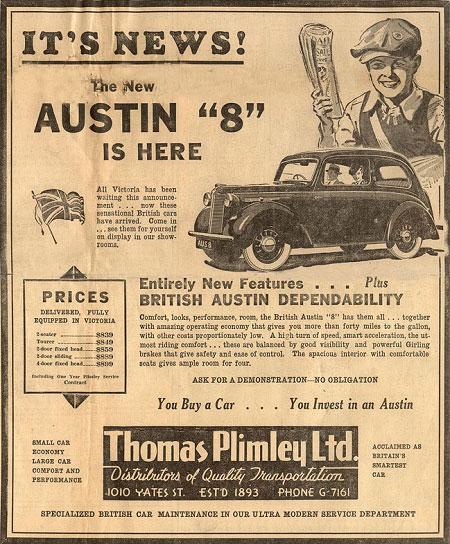 IT'S NEWS!
The New
AUSTIN "8"
IS HERE
All Victoria has been
waiting this announce-
ment . . . now these
sensational British cars
have arrived. Come in
. . . see them for yourself
on display in our show-
rooms.
AUS 8
PRICES
DELIVERED, FULLY
EQUIPPED IN VICTORIA
2-seater $839
Tourer $849
2-door fixed head $859
2-door sliding $889
4-door fixed head $899
Including One Year Plimley Service
Contract
Entirely New Features . . . Plus
BRITISH AUSTIN DEPENDABILITY
Comfort, looks, performance, room, the British Austin "8" has them all . . . together
with amazing operating economy that gives you more than forty miles to the gallon,
with other costs proportionately low. A high turn of speed, smart acceleration, the ut-
most riding comfort . . . these are balanced by good visibility and powerful Girling
brakes that give safety and ease of control. The spacious interior with comfortable
seats gives ample room for four.
ASK FOR A DEMONSTRATION—NO OBLIGATION
You Buy a Car . . . You Invest in an Austin
SMALL CAR
ECONOMY
LARGE CAR
COMFORT AND
PERFORMANCE
Thomas Plimley Ltd.
Distributors of Quality Transportation
1010 YATES ST. EST'D 1893 PHONE G-7161
ACCLAIMED AS
BRITAIN'S
SMARTEST
CAR
SPECIALIZED BRITISH CAR MAINTENANCE IN OUR ULTRA MODERN SERVICE DEPARTMENT